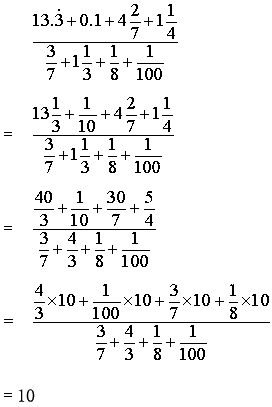 13.3̇ + 0.1 + 4 2/7 + 1 1/4
3/7 + 1 1/3 + 1/8 + 1/100
= 13 1/3 + 1/10 + 4 2/7 + 1 1/4
3/7 + 1 1/3 + 1/8 + 1/100
= 40/3 + 1/10 + 30/7 + 5/4
3/7 + 4/3 + 1/8 + 1/100
= 4/3 ×10 + 1/100 ×10 + 3/7 ×10 + 1/8 ×10
3/7 + 4/3 + 1/8 + 1/100
= 10